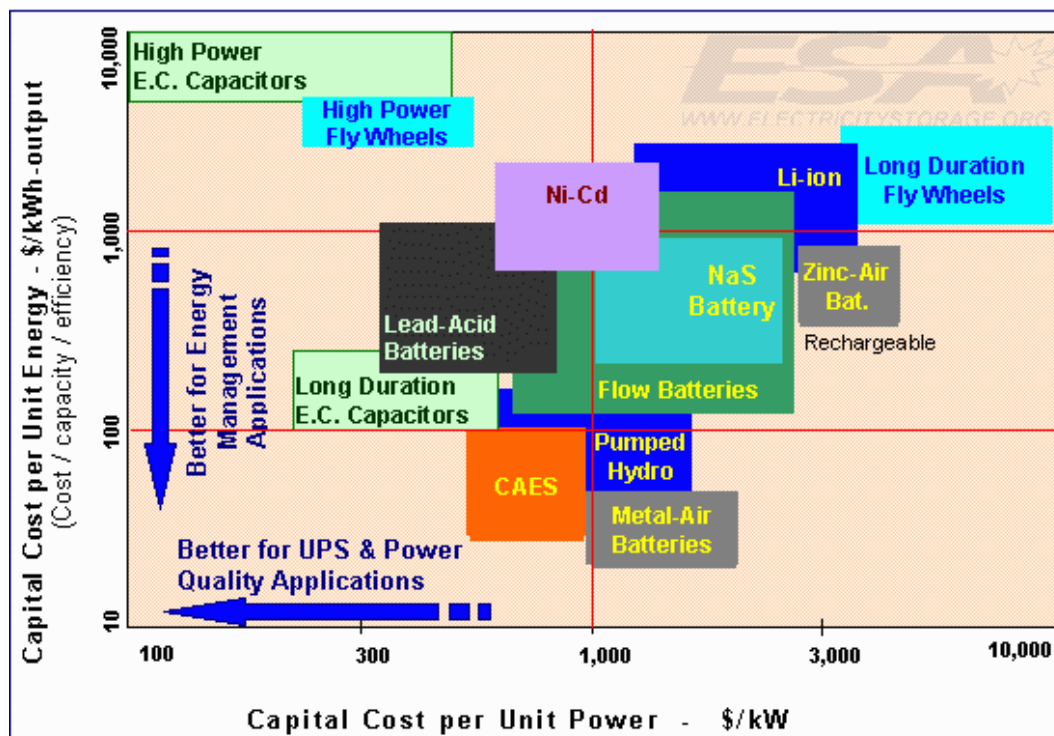 Capital Cost per Unit Energy - $/kWh-output
(Cost / capacity / efficiency)
10,000
1,000
100
10
High Power
E.C. Capacitors
High Power
Fly Wheels
ESA
WWW.ELECTRICITYSTORAGE.ORG
Li-ion
Long Duration
Fly Wheels
Ni-Cd
Zinc-Air
Bat.
Rechargeable
NaS
Battery
Lead-Acid
Batteries
Flow Batteries
Long Duration
E.C. Capacitors
Pumped
Hydro
CAES
Metal-Air
Batteries
Better for Energy
Management
Applications
Better for UPS & Power
Quality Applications
100
300
1,000
3,000
10,000
Capital Cost per Unit Power - $/kW